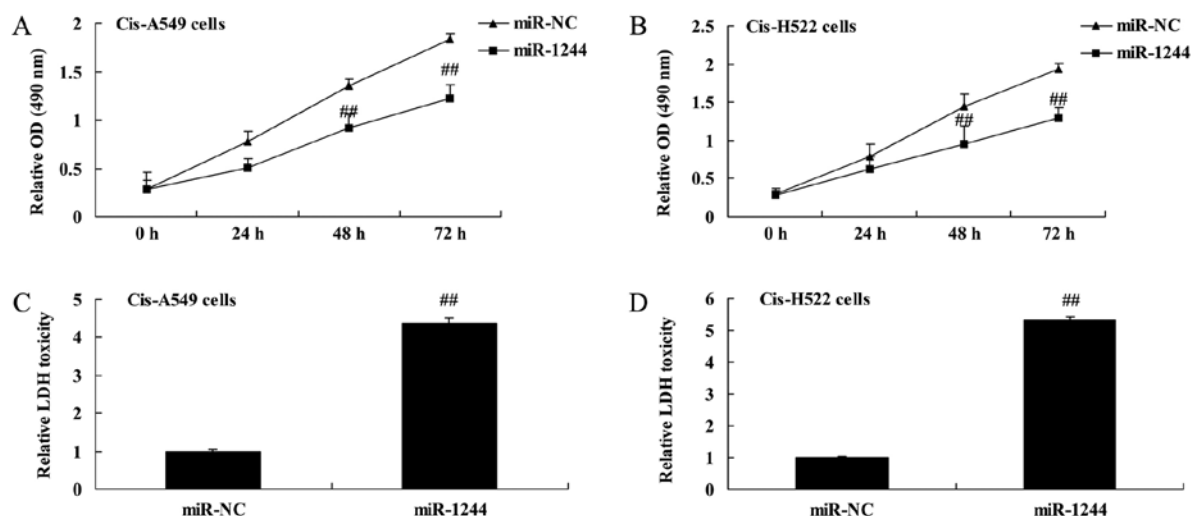 A
Cis-A549 cells
miR-NC
miR-1244
Relative OD (490 nm)
2
1.5
1
0.5
0
##
##
0 h
24 h
48 h
72 h
B
Cis-H522 cells
miR-NC
miR-1244
Relative OD (490 nm)
2.5
2
1.5
1
0.5
0
##
##
0 h
24 h
48 h
72 h
C
Cis-A549 cells
Relative LDH toxicity
5
4
3
2
1
0
##
miR-NC
miR-1244
D
Cis-H522 cells
Relative LDH toxicity
6
5
4
3
2
1
0
##
miR-NC
miR-1244